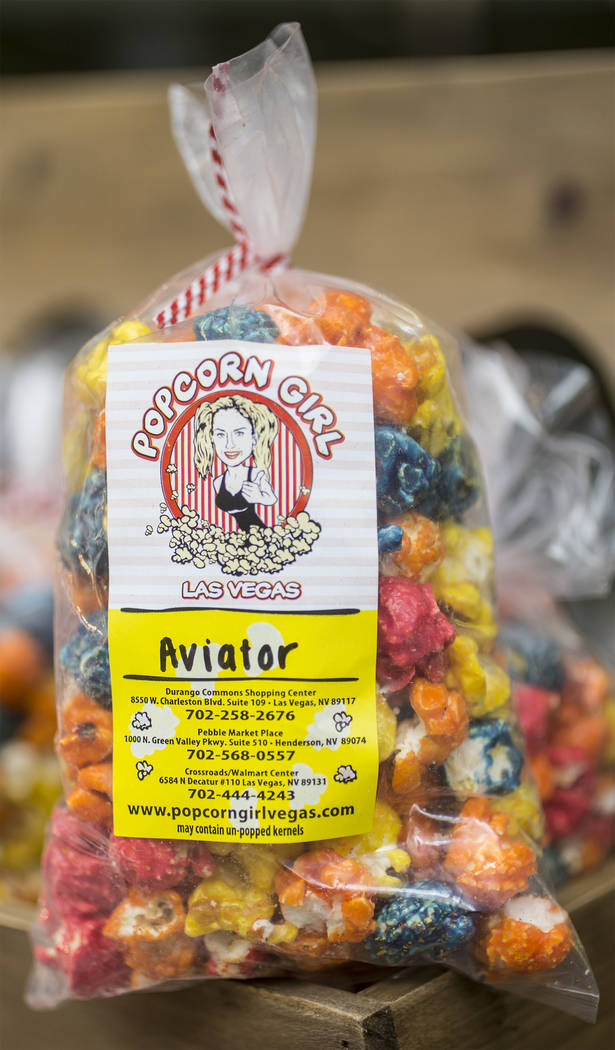 POPCORN GIRL
LAS VEGAS
Aviator
Durango Commons Shopping Center
8550 W. Charleston Blvd. Suite 109 - Las Vegas, NV 89117
702-258-2676
Pebble Market Place
1000 N. Green Valley Pkwy. Suite 510 - Henderson, NV 89074
702-568-0557
Crossroads/Walmart Center
6584 N Decatur #110 Las Vegas, NV 89131
702-444-4243
www.popcorngirlvegas.com
may contain un-popped kernels